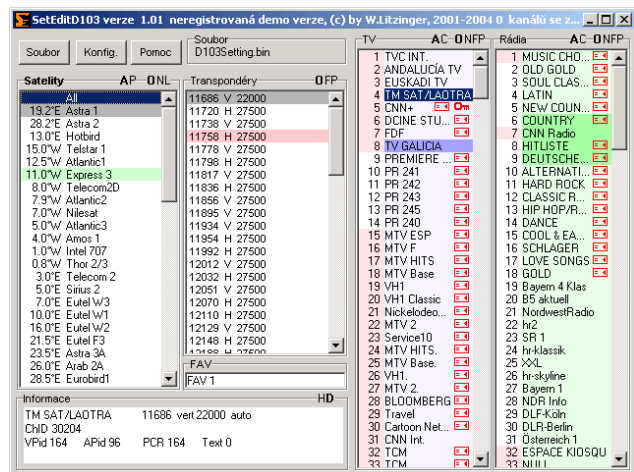 SetEditD103 verze 1.01 neregistrovaná demo verze, (c) by W.Litzinger, 2001-2004 0 kanálů se z...
Soubor
Konfig.
Pomoc
Soubor
D103Setting.bin
Satelity AP ONL
All
19.2°E Astra 1
28.2°E Astra 2
13.0°E Hotbird
15.0°W Telstar 1
12.5°W Atlantic1
11.0°W Express 3
8.0°W Telecom2D
7.9°W Atlantic2
7.0°W Nilesat
5.0°W Atlantic3
4.0°W Amos 1
1.0°W Intel 707
0.8°W Thor 2/3
3.0°E Telecom 2
5.0°E Sirius 2
7.0°E Eutel W3
10.0°E Eutel W1
16.0°E Eutel W2
21.5°E Eutel F3
23.5°E Astra 3A
26.0°E Arab 2A
28.5°E Eurobird1
Transpondéry OFP
11686 V 22000
11720 H 27500
11738 V 27500
11758 H 27500
11778 V 27500
11798 H 27500
11817 V 27500
11836 H 27500
11856 V 27500
11895 V 27500
11934 V 27500
11954 H 27500
11992 H 27500
12012 V 27500
12032 H 27500
12051 V 27500
12070 H 27500
12110 H 27500
12129 V 27500
12148 H 27500
12188 H 27500
FAV
FAV 1
Informace HD
TM SAT/LAOTRA 11686 vert 22000 auto
ChID 30204
VPid 164 APid 96 PCR 164 Text 0
TV AC ONFP
1 TVC INT.
2 ANDALUCÍA TV
3 EUSKADI TV
4 TM SAT/LAOTRA
5 CNN+
6 DCINE STU...
7 FDF
8 TV GALICIA
9 PREMIERE ...
10 PR 241
11 PR 242
12 PR 243
13 PR 245
14 PR 240
15 MTV ESP
16 MTV F
17 MTV HITS
18 MTV Base
19 VH1
20 VH1 Classic
21 Nickelodeo...
22 MTV 2
23 Service10
24 MTV HITS.
25 MTV Base.
26 VH1.
27 MTV 2.
28 BLOOMBERG
29 Travel
30 Cartoon Net...
31 CNN Int.
32 TCM
33 TCM
Rádia AC ONFP
1 MUSIC CHO...
2 OLD GOLD
3 SOUL CLAS...
4 LATIN
5 NEW COUN...
6 COUNTRY
7 CNN Radio
8 HITLISTE
9 DEUTSCHE...
10 ALTERNATI...
11 HARD ROCK
12 CLASSIC R...
13 HIP HOP/R...
14 DANCE
15 COOL & EA...
16 SCHLAGER
17 LOVE SONGS
18 GOLD
19 Bayern 4 Klas
20 B5 aktuell
21 NordwestRadio
22 hr2
23 SR 1
24 hr-klassik
25 XXL
26 hr-skyline
27 Bayern 1
28 NDR Info
29 DLF-Köln
30 DLR-Berlin
31 Österreich 1
32 ESPACE KIOSQU
33 NULL